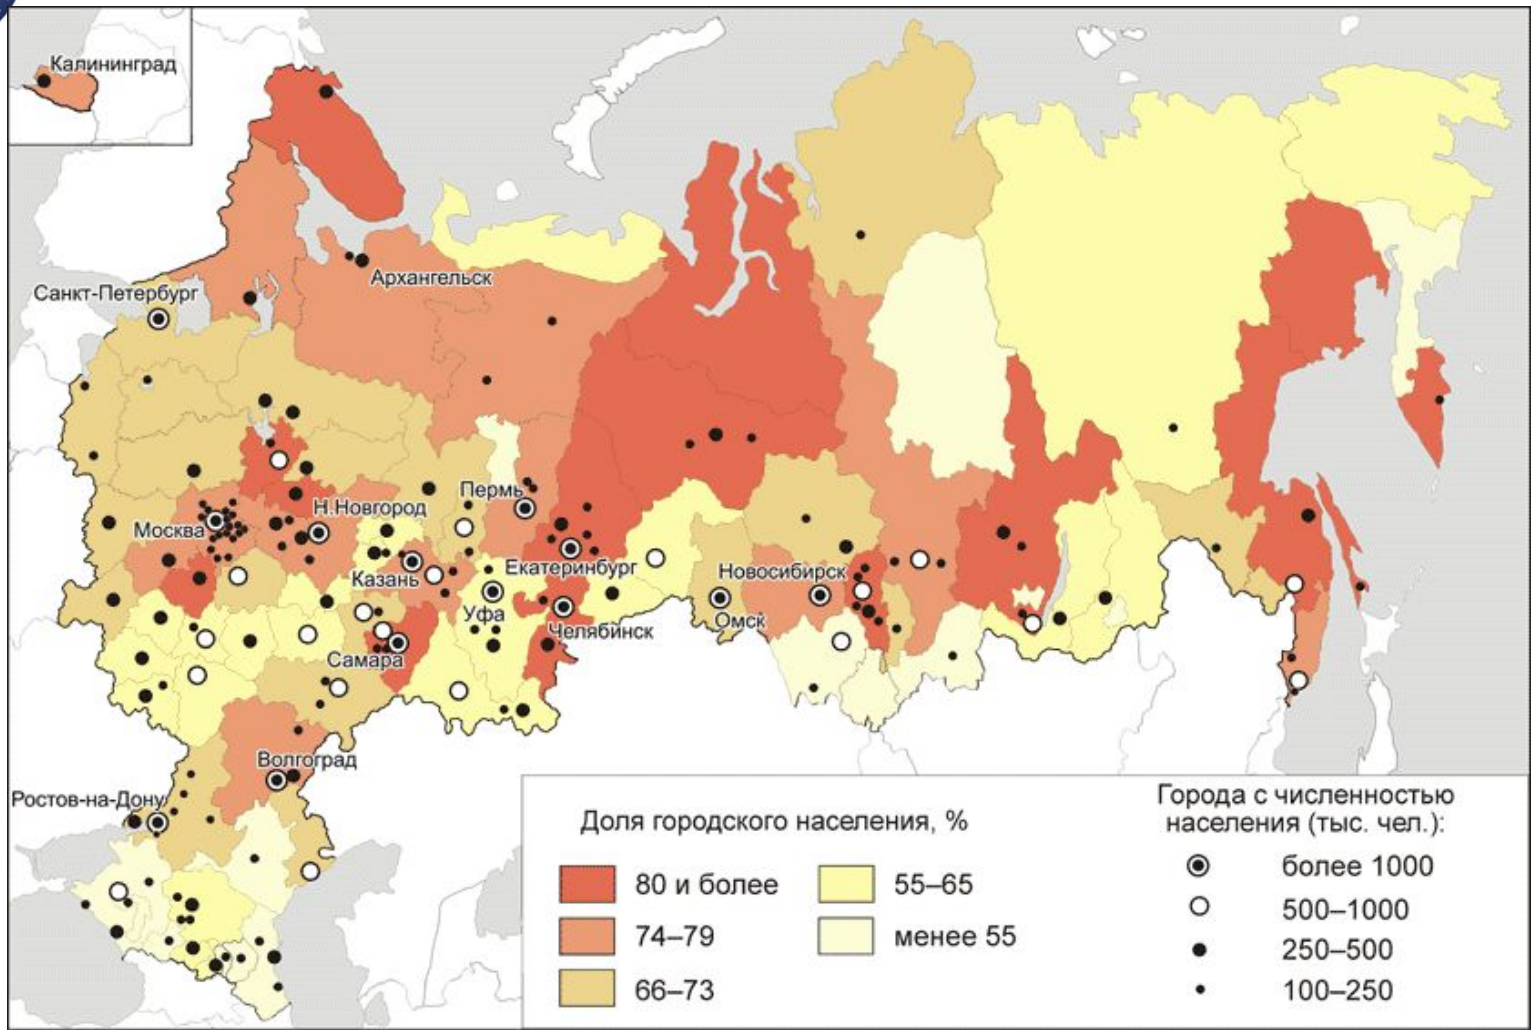 Калининград
Архангельск
Санкт-Петербург
Пермь
Н.Новгород
Москва
Екатеринбург
Казань
Новосибирск
Уфа
Омск
Челябинск
Самара
Волгоград
Ростов-на-Дону
Доля городского населения, %
80 и более
74–79
66–73
55–65
менее 55
Города с численностью
населения (тыс. чел.):
более 1000
500–1000
250–500
100–250